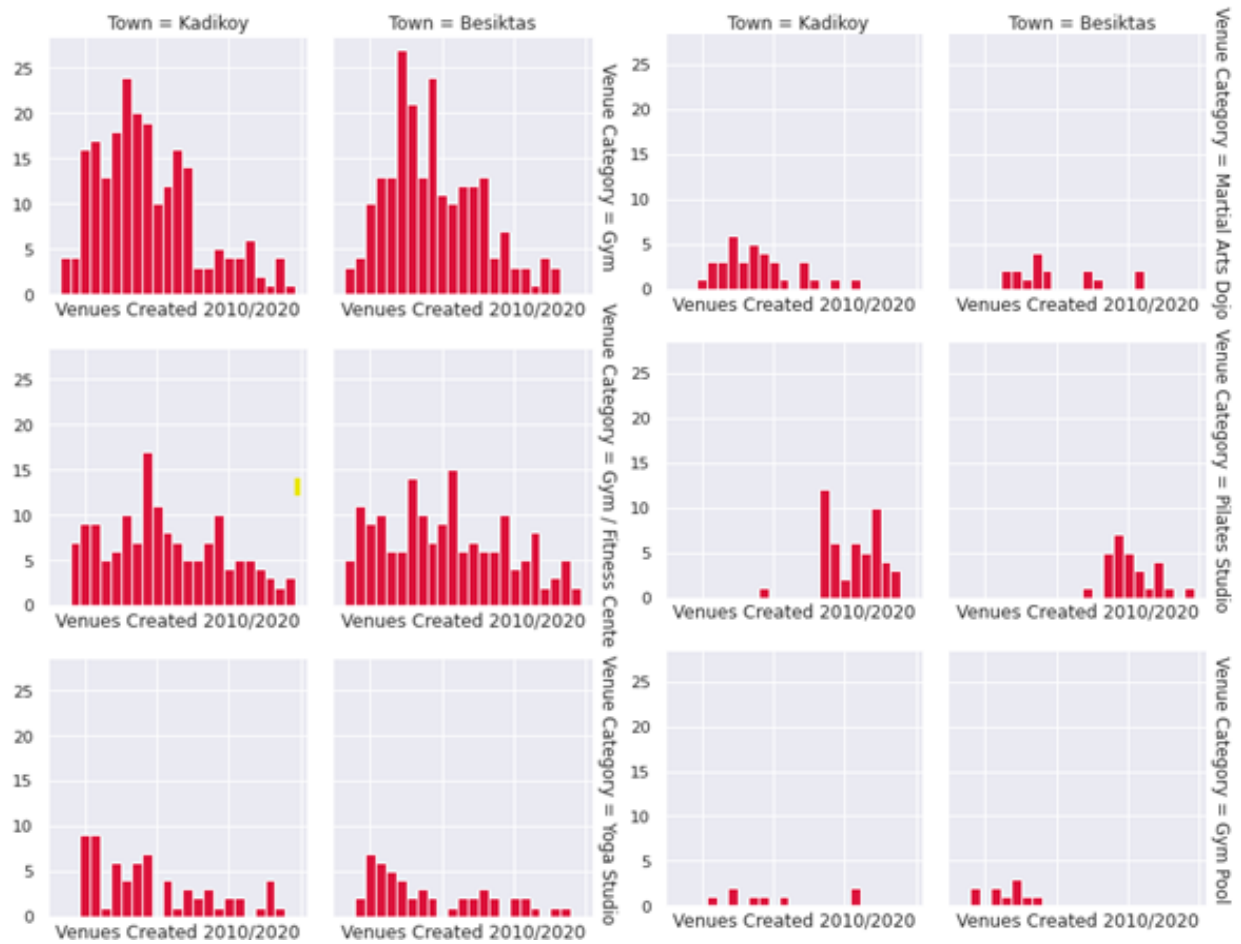 Town = Kadikoy
Town = Besiktas
Town = Kadikoy
Town = Besiktas
25
20
15
10
5
0
Venues Created 2010/2020
Venues Created 2010/2020
Venue Category = Gym
25
20
15
10
5
0
Venues Created 2010/2020
Venues Created 2010/2020
Venue Category = Martial Arts Dojo
25
20
15
10
5
0
Venues Created 2010/2020
Venues Created 2010/2020
Venue Category = Gym / Fitness Cente
25
20
15
10
5
0
Venues Created 2010/2020
Venues Created 2010/2020
Venue Category = Pilates Studio
25
20
15
10
5
0
Venues Created 2010/2020
Venues Created 2010/2020
Venue Category = Yoga Studio
25
20
15
10
5
0
Venues Created 2010/2020
Venues Created 2010/2020
Venue Category = Gym Pool